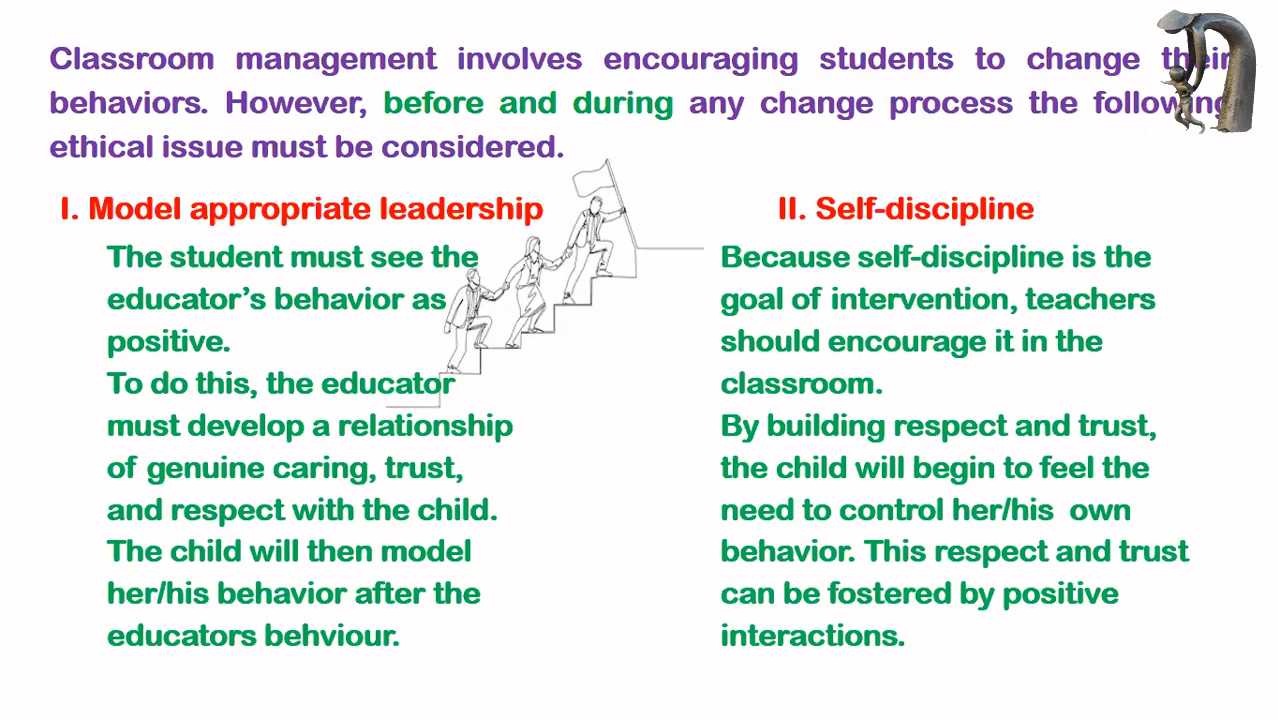 Classroom management involves encouraging students to change their
behaviors. However, before and during any change process the following
ethical issue must be considered.
I. Model appropriate leadership
The student must see the
educator's behavior as
positive.
To do this, the educator
must develop a relationship
of genuine caring, trust,
and respect with the child.
The child will then model
her/his behavior after the
educators behviour.
II. Self-discipline
Because self-discipline is the
goal of intervention, teachers
should encourage it in the
classroom.
By building respect and trust,
the child will begin to feel the
need to control her/his own
behavior. This respect and trust
can be fostered by positive
interactions.